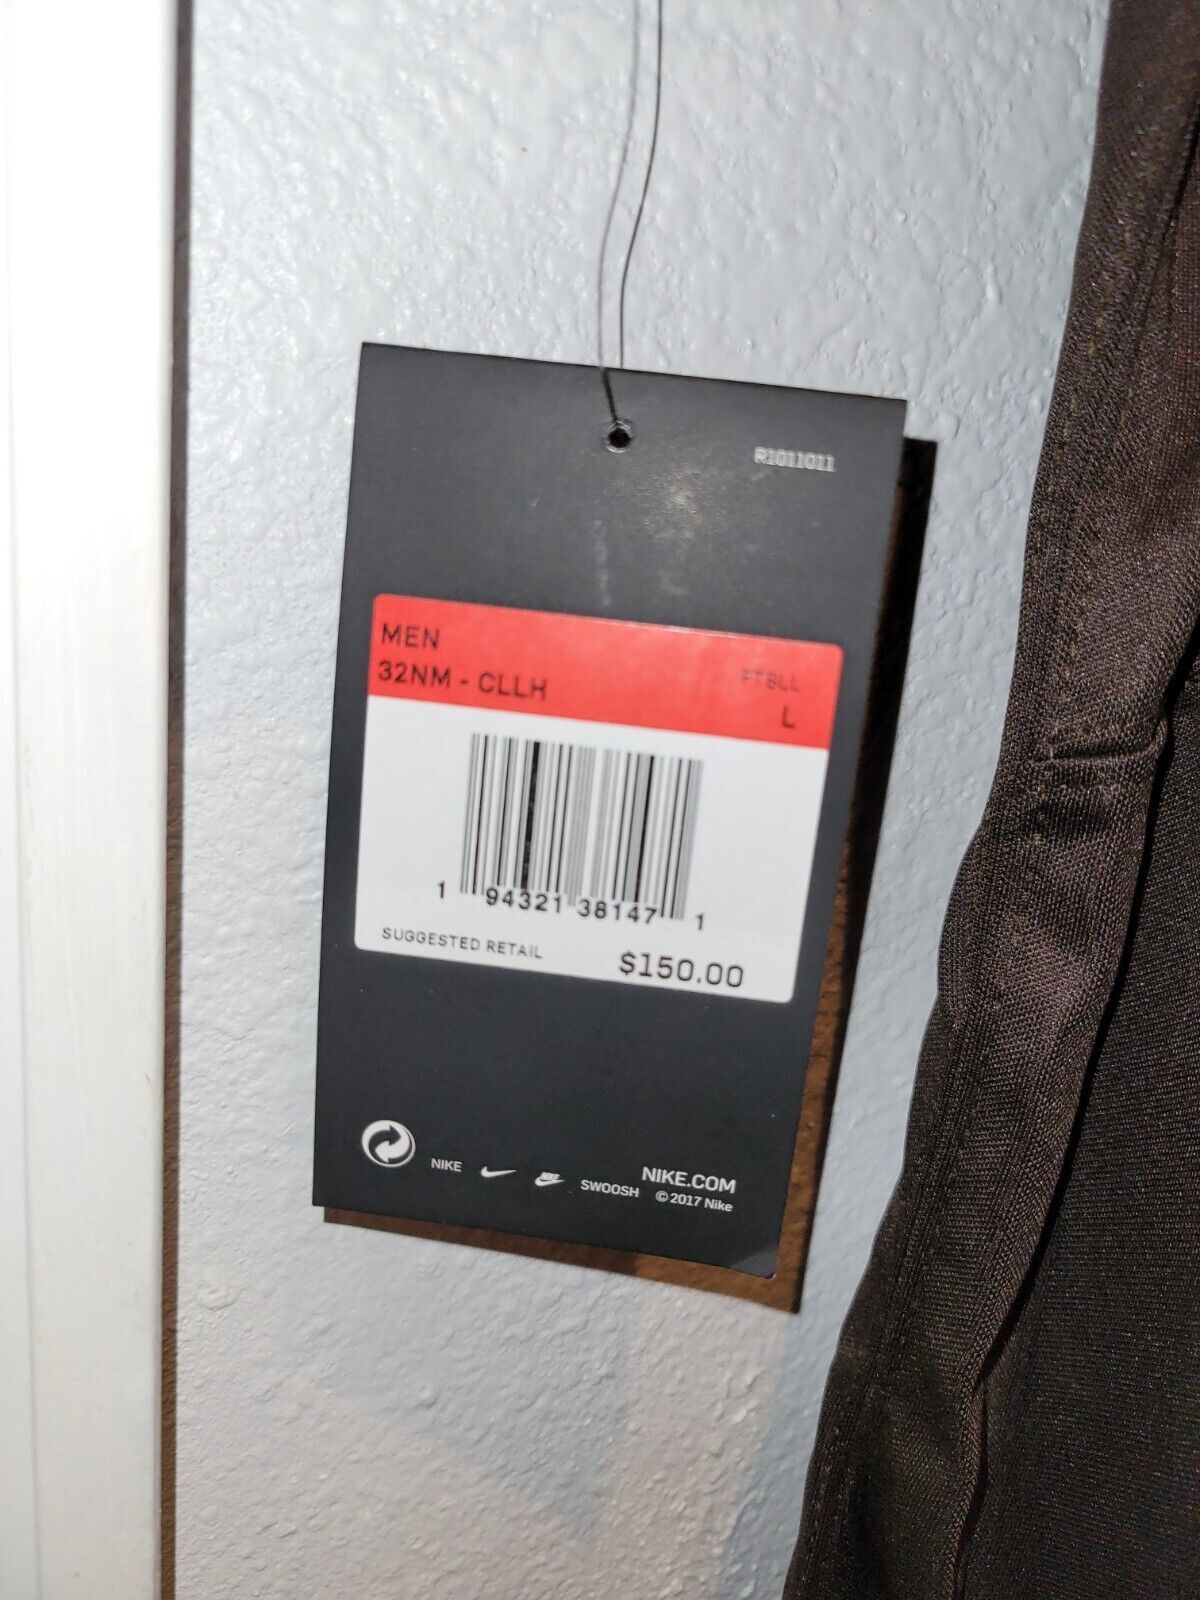 R1011011
MEN
32NM - CLLH
FTBLL
L
1 94321 38147 1
SUGGESTED RETAIL
$150.00
NIKE
NIKE
SWOOSH
NIKE.COM
© 2017 Nike